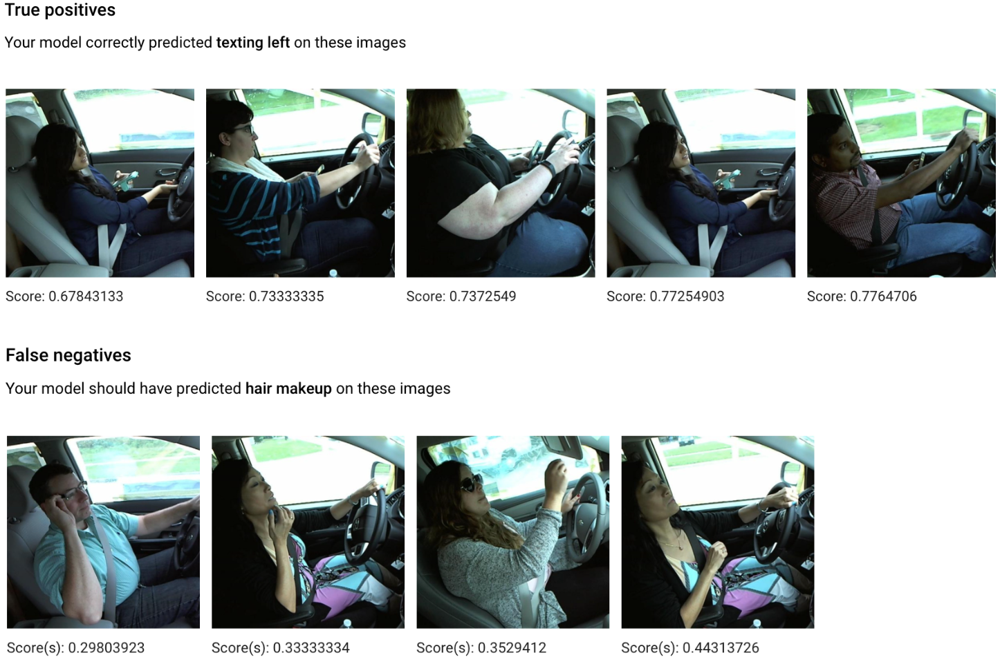 True positives
Your model correctly predicted texting left on these images
Score: 0.67843133
Score: 0.73333335
Score: 0.7372549
Score: 0.77254903
Score: 0.7764706
False negatives
Your model should have predicted hair makeup on these images
Score(s): 0.29803923
Score(s): 0.33333334
Score(s): 0.3529412
Score(s): 0.44313726